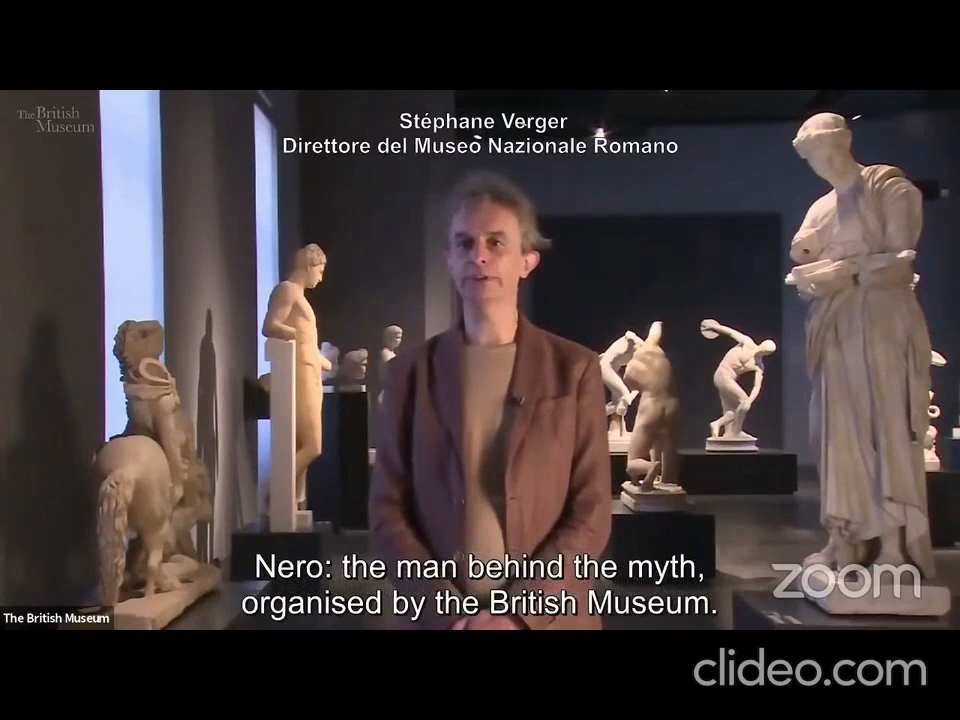 The British
Museum
Stéphane Verger
Direttore del Museo Nazionale Romano
Nero: the man behind the myth,
organised by the British Museum.
zoom
The British Museum
clideo.com